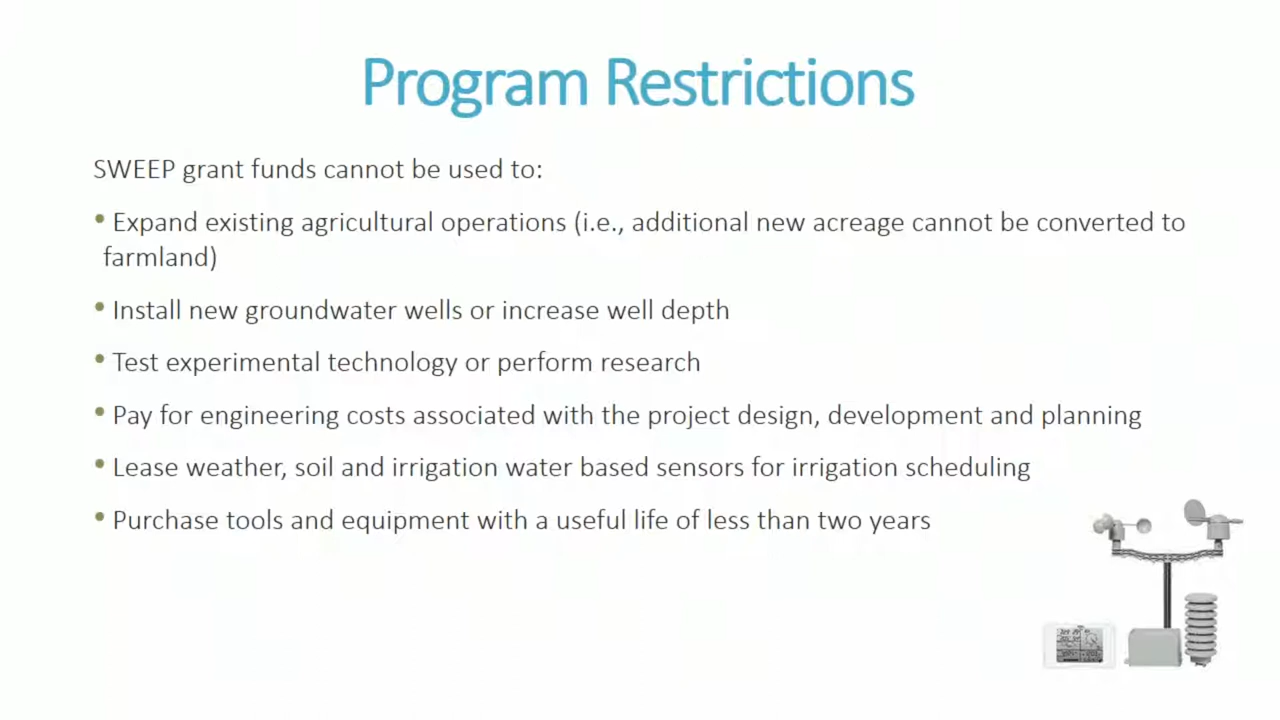 Program Restrictions
SWEEP grant funds cannot be used to:
• Expand existing agricultural operations (i.e., additional new acreage cannot be converted to
farmland)
• Install new groundwater wells or increase well depth
• Test experimental technology or perform research
• Pay for engineering costs associated with the project design, development and planning
• Lease weather, soil and irrigation water based sensors for irrigation scheduling
• Purchase tools and equipment with a useful life of less than two years